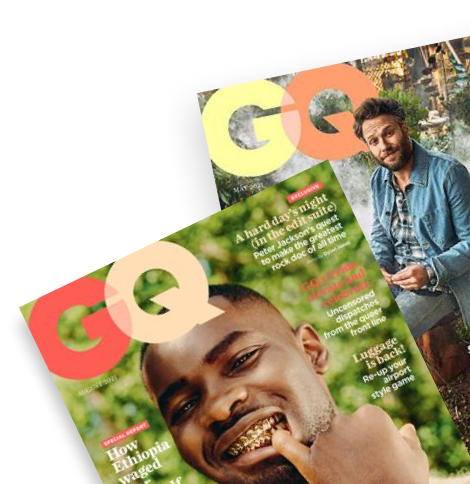 GQ
MAY 2021
GQ
AUGUST 2021
EXCLUSIVE
A hard day's night
(in the edit suite)
Peter Jackson's quest
to make the greatest
rock doc of all time
Uncensored
dispatches
from the queer
front line
Luggage
is back!
Re-up your
airport
style game
SPECIAL REPORT
How
Ethiopia
waged